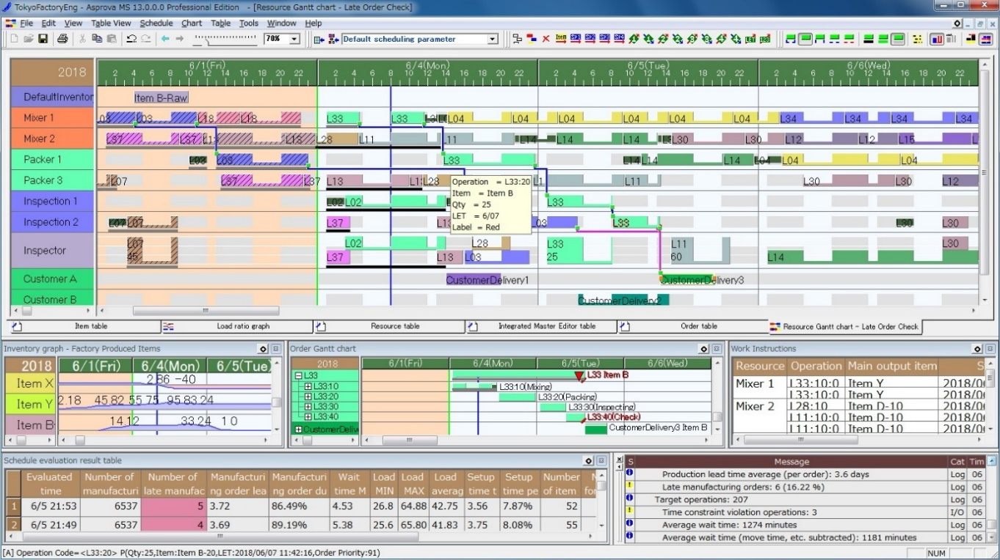 TokyoFactoryEng - Asprova MS 13.0.0.0 Professional Edition - [Resource Gantt chart - Late Order Check]
File Edit View Table View Schedule Chart Table Tools Window Help
70% Default scheduling parameter
2018 6/1(Fri) 6/4(Mon) 6/5(Tue) 6/6(Wed)
2 4 6 8 10 12 14 16 18 20 22 2 4 6 8 10 12 14 16 18 20 22 2 4 6 8 10 12 14 16 18 20 22 2 4 6 8 10 12 14 16 18 20 22
DefaultInventor Item B-Raw
Mixer 1 L03 L18 L18 L33 L33 L04 L04 L04 L04 L04 L04 L34 L34 L34 L34
Mixer 2 L37 L37 L13 L28 L11 L11 L14 L14 L14 L30 L30 L12 L12 L15
Packer 1 L03 L03 L33 L14 L14 L14 L04 L04 L04
Packer 3 L07 L37 L37 L13 L28 L11 L30 L30 L12
Operation = L33:20
Item = Item B
Qty = 25
LET = 6/07
Label = Red
Inspection 1 L02 L02 L33
Inspection 2 L07 L07 L37 L33 L30 L30
Inspector L07 L02 L28 L33 L11 L30
45 L37 L13 L03 25 60 L14
Customer A CustomerDelivery1 CustomerDelivery3
Customer B CustomerDelivery2
Item table Load ratio graph Resource table Integrated Master Editor table Order table Resource Gantt chart - Late Order Check
Inventory graph - Factory Produced Items
2018 6/1(Fri) 6/4(Mon) 6/5(Tue)
Item X 2.86 -40
Item Y 2.18 45.82 55.75 95.83.24
Item B 14.12 33.24 1 0
Order Gantt chart
2018 6/1(Fri) 6/4(Mon) 6/5(Tue) 6/6(Wed)
L33 L33 Item B
L33:10 L33:10(Mixing)
L33:20 L33:20(Packing)
L33:30 L33:30(Inspecting)
L33:40 L33:40(Check)
CustomerDeliv CustomerDelivery3 Item B
Work Instructions
Resource Operation Main output item S
Mixer 1 L33:10:0 Item Y 2018/0
L33:10:0 Item Y 2018/0
Mixer 2 L28:10 Item D-10 2018/0
L11:10:0 Item D-10 2018/0
L11:10:0 Item D-10 2018/0
Schedule evaluation result table
Evaluated Number of Number of Manufacturi Manufacturi Wait Load Load Load Setup Setup Number N
time manufacturi late manufac ng order lea ng order du time M MIN MAX averag time t time pe of item for
1 6/5 21:53 6537 5 3.72 86.49% 4.53 26.8 64.88 42.75 3.56 7.87% 52
2 6/5 21:49 6537 4 3.69 89.19% 5.38 25.6 65.80 41.83 3.75 8.08% 55
S Message Cat Tim
Production lead time average (per order): 3.6 days Log 06
Late manufacturing orders: 6 (16.22 %) Log 06
Target operations: 207 Log 06
Time constraint violation operations: 3 I/O 06
Average wait time: 1274 minutes Log 06
Average wait time (move time, etc. subtracted): 1181 minutes Log 06
[A] Operation Code=<L33:20> P(Qty:25,Item:Item B-20,LET:2018/06/07 11:42:16,Order Priority:91)
NUM